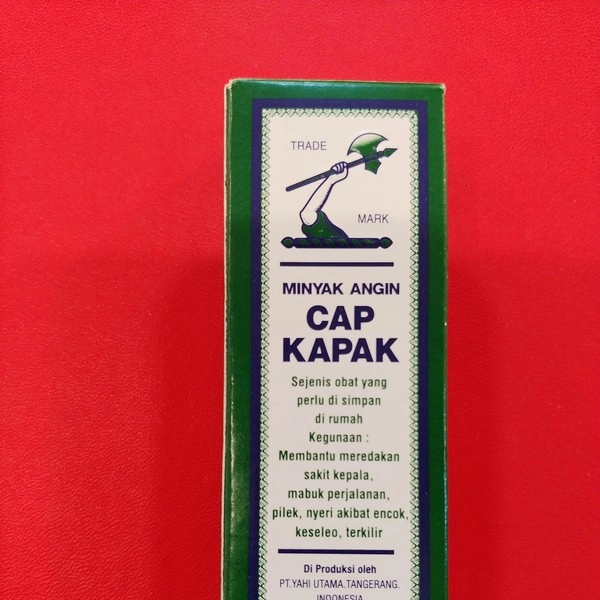 TRADE
MARK
MINYAK ANGIN
CAP
KAPAK
Sejenis obat yang
perlu di simpan
di rumah
Kegunaan :
Membantu meredakan
sakit kepala,
mabuk perjalanan,
pilek, nyeri akibat encok,
keseleo, terkilir
Di Produksi oleh
PT.YAHI UTAMA.TANGERANG.
INDONESIA